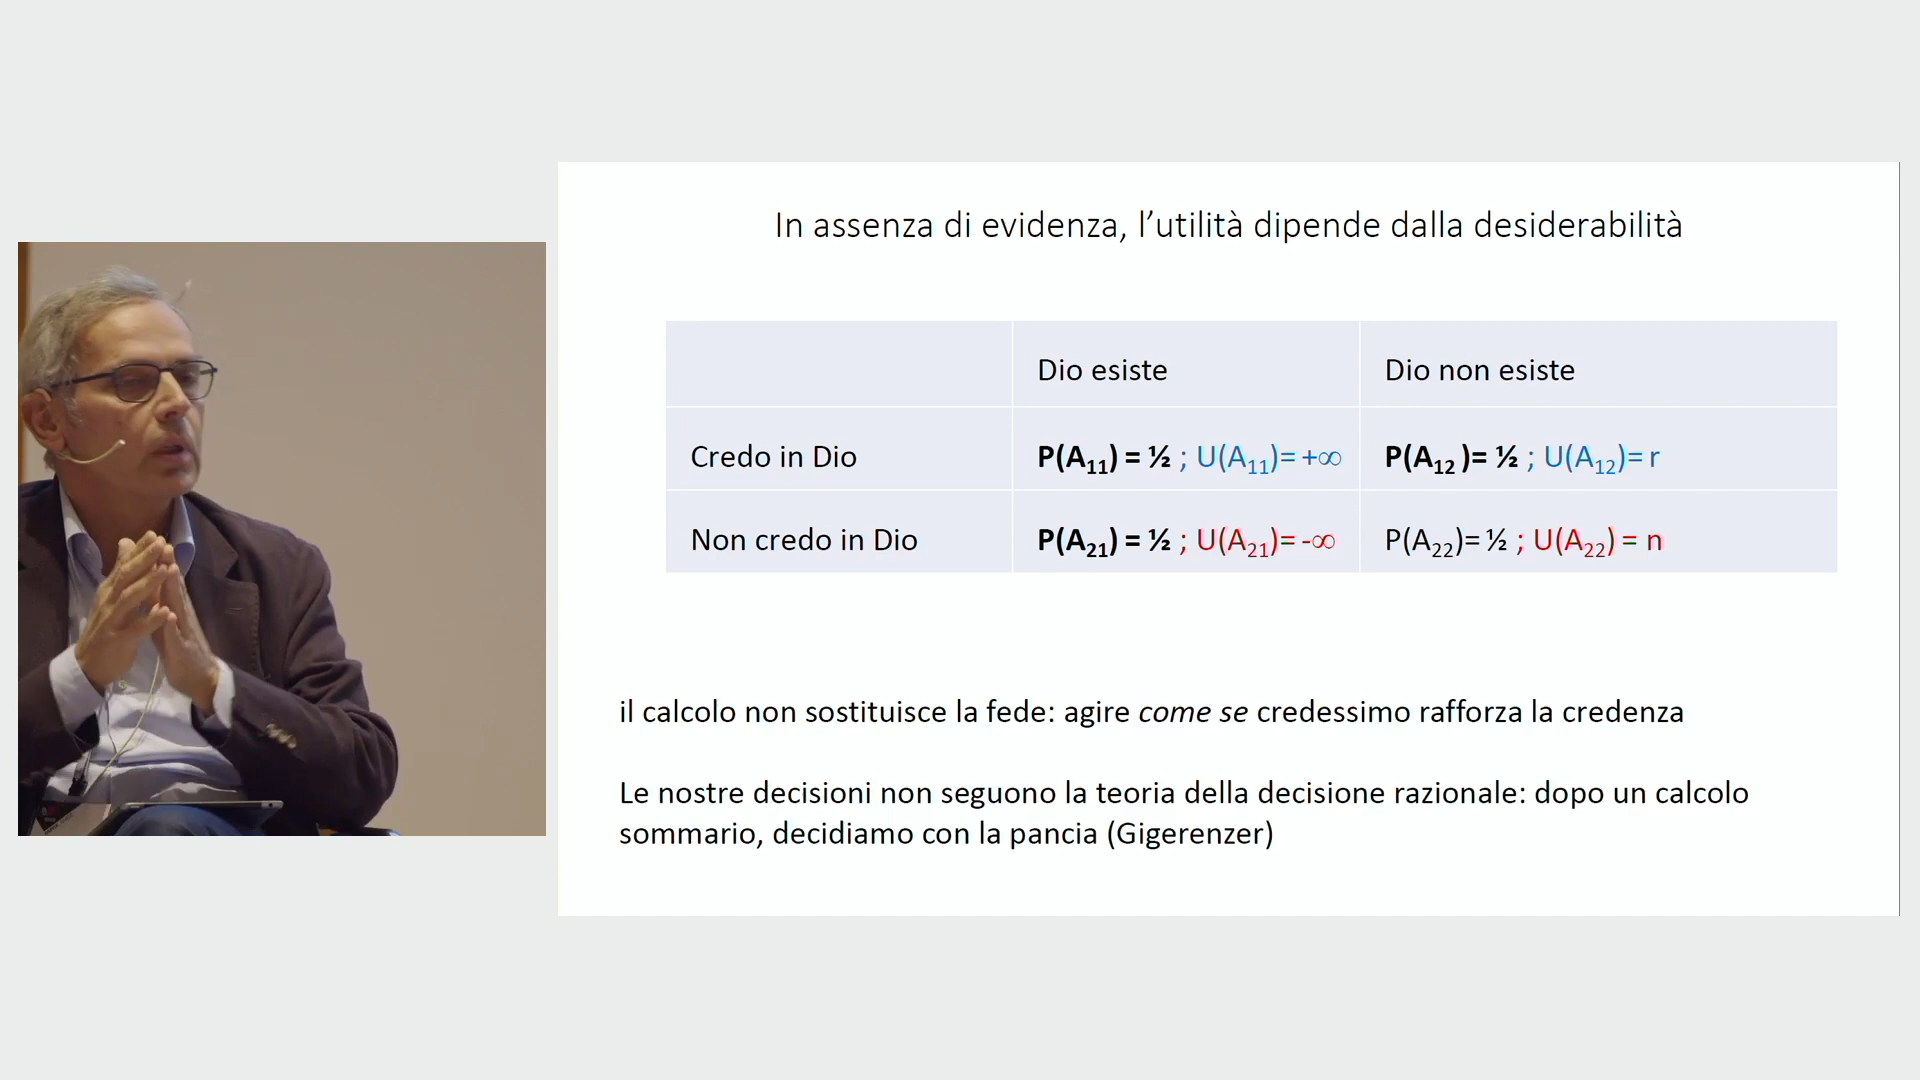 In assenza di evidenza, l’utilità dipende dalla desiderabilità
Dio esiste Dio non esiste
Credo in Dio P(A₁₁) = ½ ; U(A₁₁)= +∞ P(A₁₂ )= ½ ; U(A₁₂)= r
Non credo in Dio P(A₂₁) = ½ ; U(A₂₁)= -∞ P(A₂₂)= ½ ; U(A₂₂) = n
il calcolo non sostituisce la fede: agire come se credessimo rafforza la credenza
Le nostre decisioni non seguono la teoria della decisione razionale: dopo un calcolo
sommario, decidiamo con la pancia (Gigerenzer)